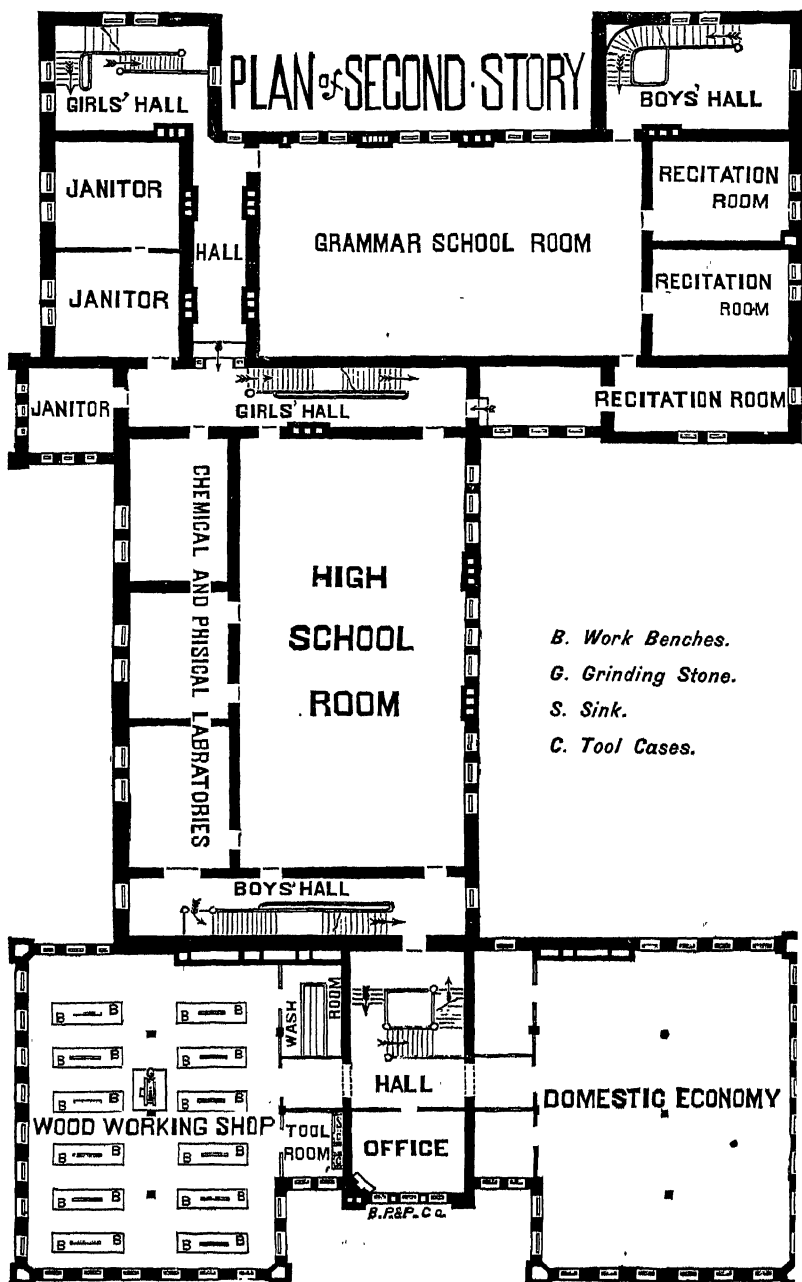 PLAN of SECOND · STORY
GIRLS' HALL
BOYS' HALL
JANITOR
HALL
GRAMMAR SCHOOL ROOM
RECITATION
ROOM
JANITOR
RECITATION
ROOM
JANITOR
GIRLS' HALL
RECITATION ROOM
CHEMICAL AND PHISICAL LABRATORIES
HIGH
SCHOOL
ROOM
B. Work Benches.
G. Grinding Stone.
S. Sink.
C. Tool Cases.
BOYS' HALL
WASH
ROOM
B B
B B
B B
B B
B B
B B
HALL
DOMESTIC ECONOMY
WOOD WORKING SHOP
TOOL
ROOM
OFFICE
B B
B B
B B
B B
B B
B B
B.P.&P. Co.